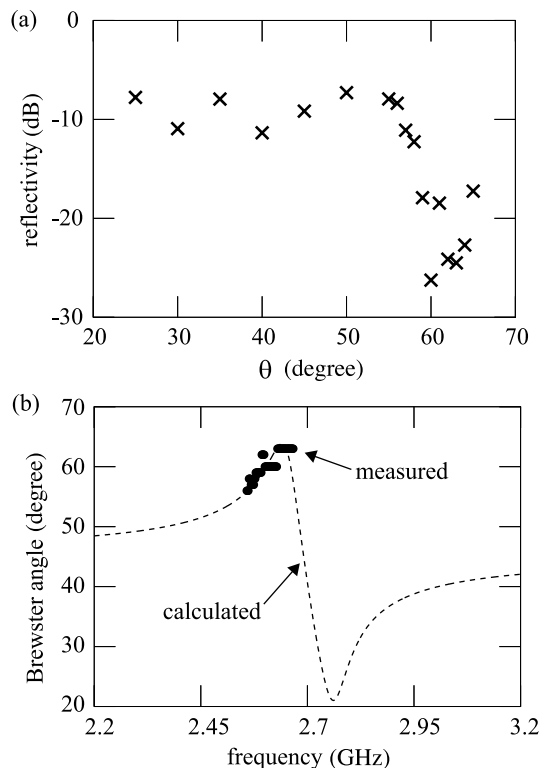 (a)
0
-10
-20
-30
reflectivity (dB)
20 30 40 50 60 70
θ (degree)
(b)
70
60
50
40
30
20
Brewster angle (degree)
measured
calculated
2.2 2.45 2.7 2.95 3.2
frequency (GHz)